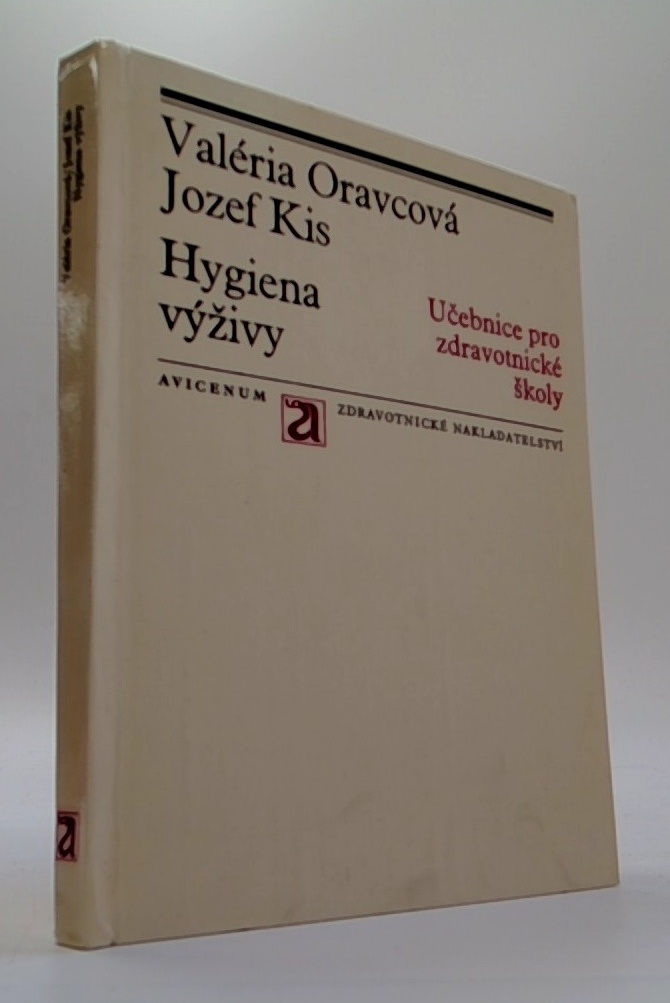 Valéria Oravcová
Jozef Kis
Hygiena
výživy
Učebnice pro
zdravotnické
školy
AVICENUM
a
ZDRAVOTNICKÉ NAKLADATELSTVÍ
Valéria Oravcová/Jozef Kis
Hygiena výživy
a